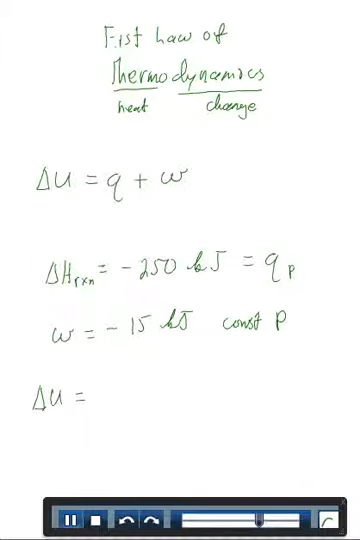 First Law of
Thermodynamics
heat change
ΔU = q + w
ΔHrxn = -250 kJ = qp
w = -15 kJ const P
ΔU =